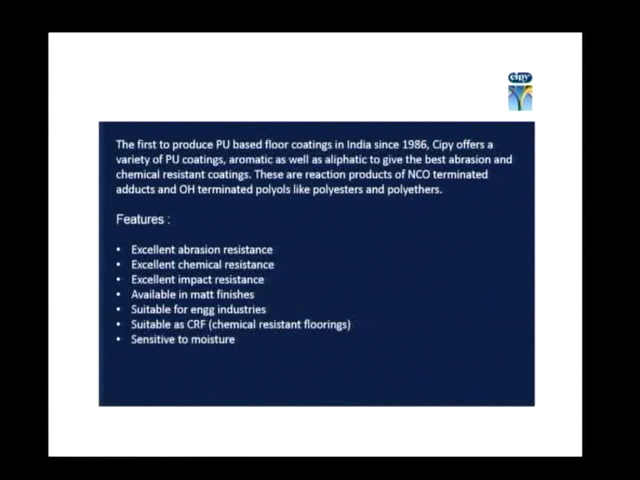 cipy
The first to produce PU based floor coatings in India since 1986, Cipy offers a
variety of PU coatings, aromatic as well as aliphatic to give the best abrasion and
chemical resistant coatings. These are reaction products of NCO terminated
adducts and OH terminated polyols like polyesters and polyethers.
Features :
• Excellent abrasion resistance
• Excellent chemical resistance
• Excellent impact resistance
• Available in matt finishes
• Suitable for engg industries
• Suitable as CRF (chemical resistant floorings)
• Sensitive to moisture